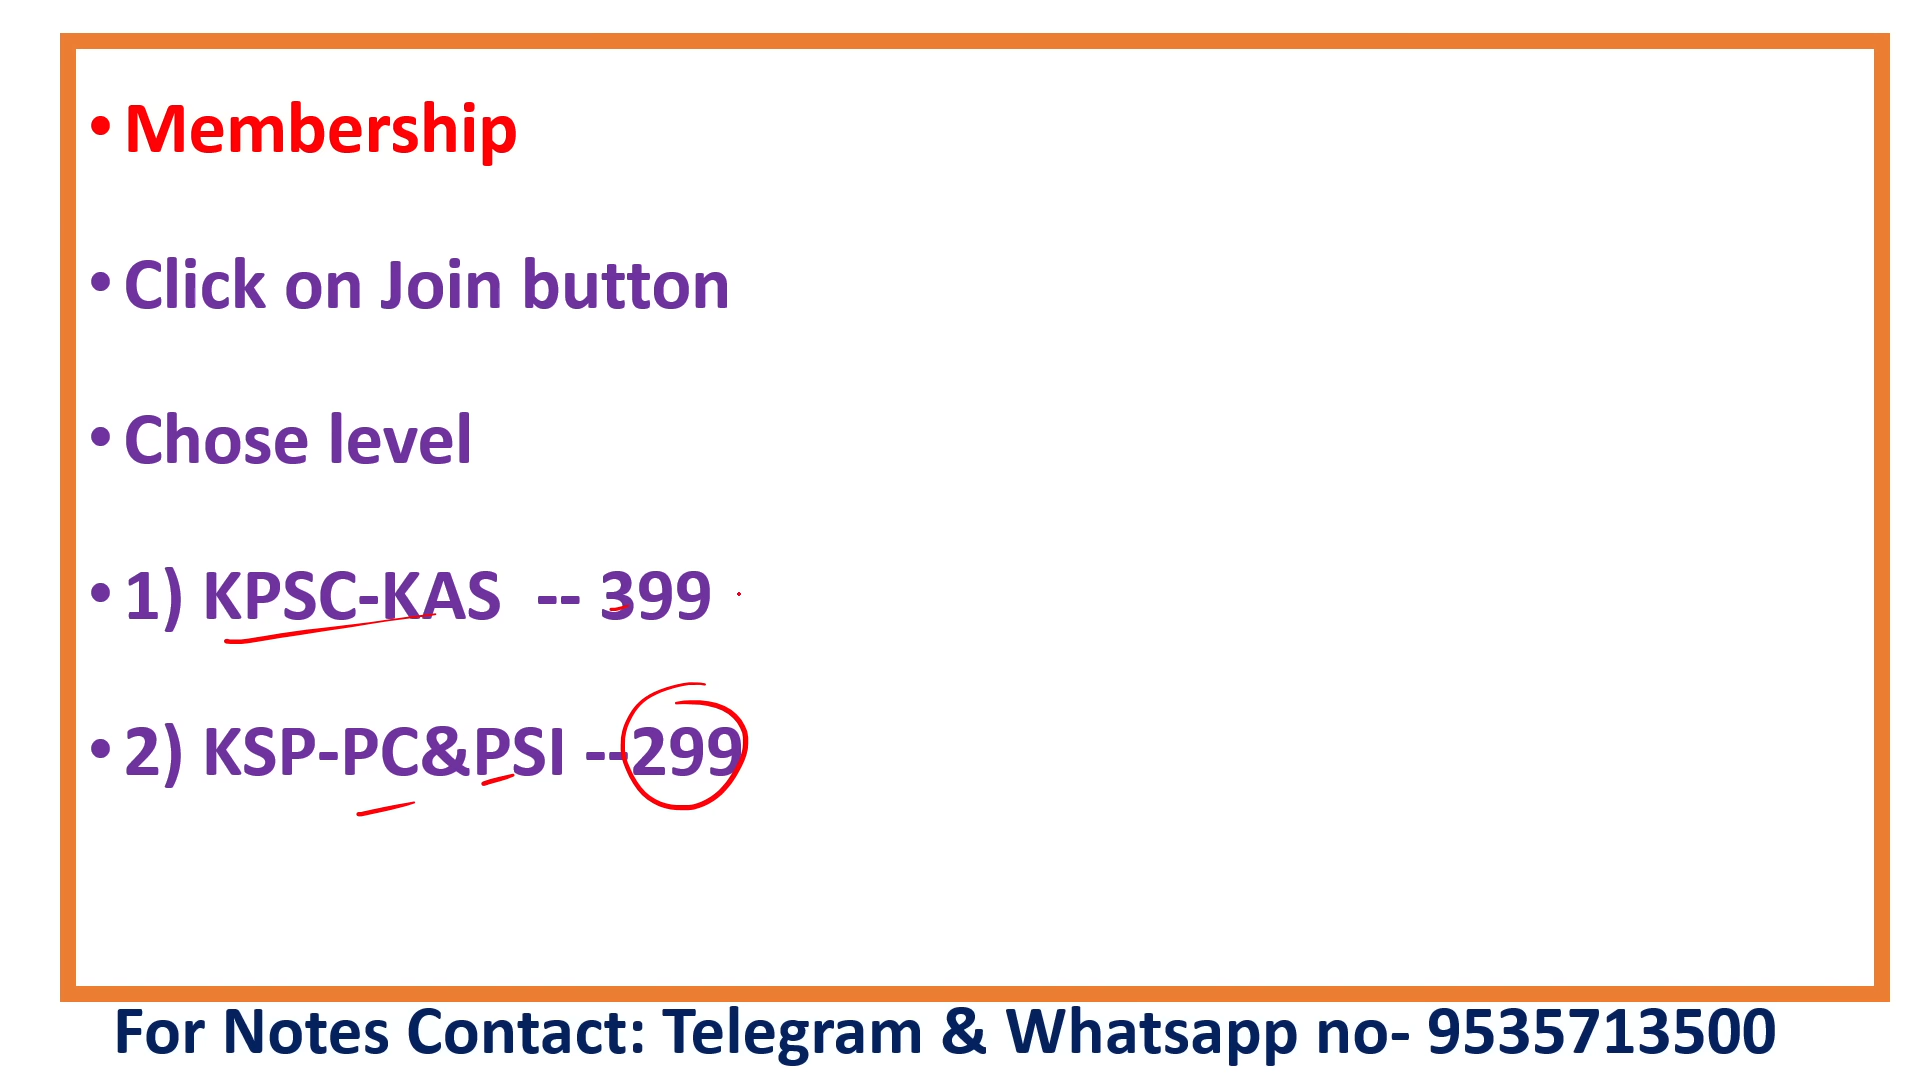 • Membership
• Click on Join button
• Chose level
• 1) KPSC-KAS -- 399
• 2) KSP-PC&PSI --299
For Notes Contact: Telegram & Whatsapp no- 9535713500